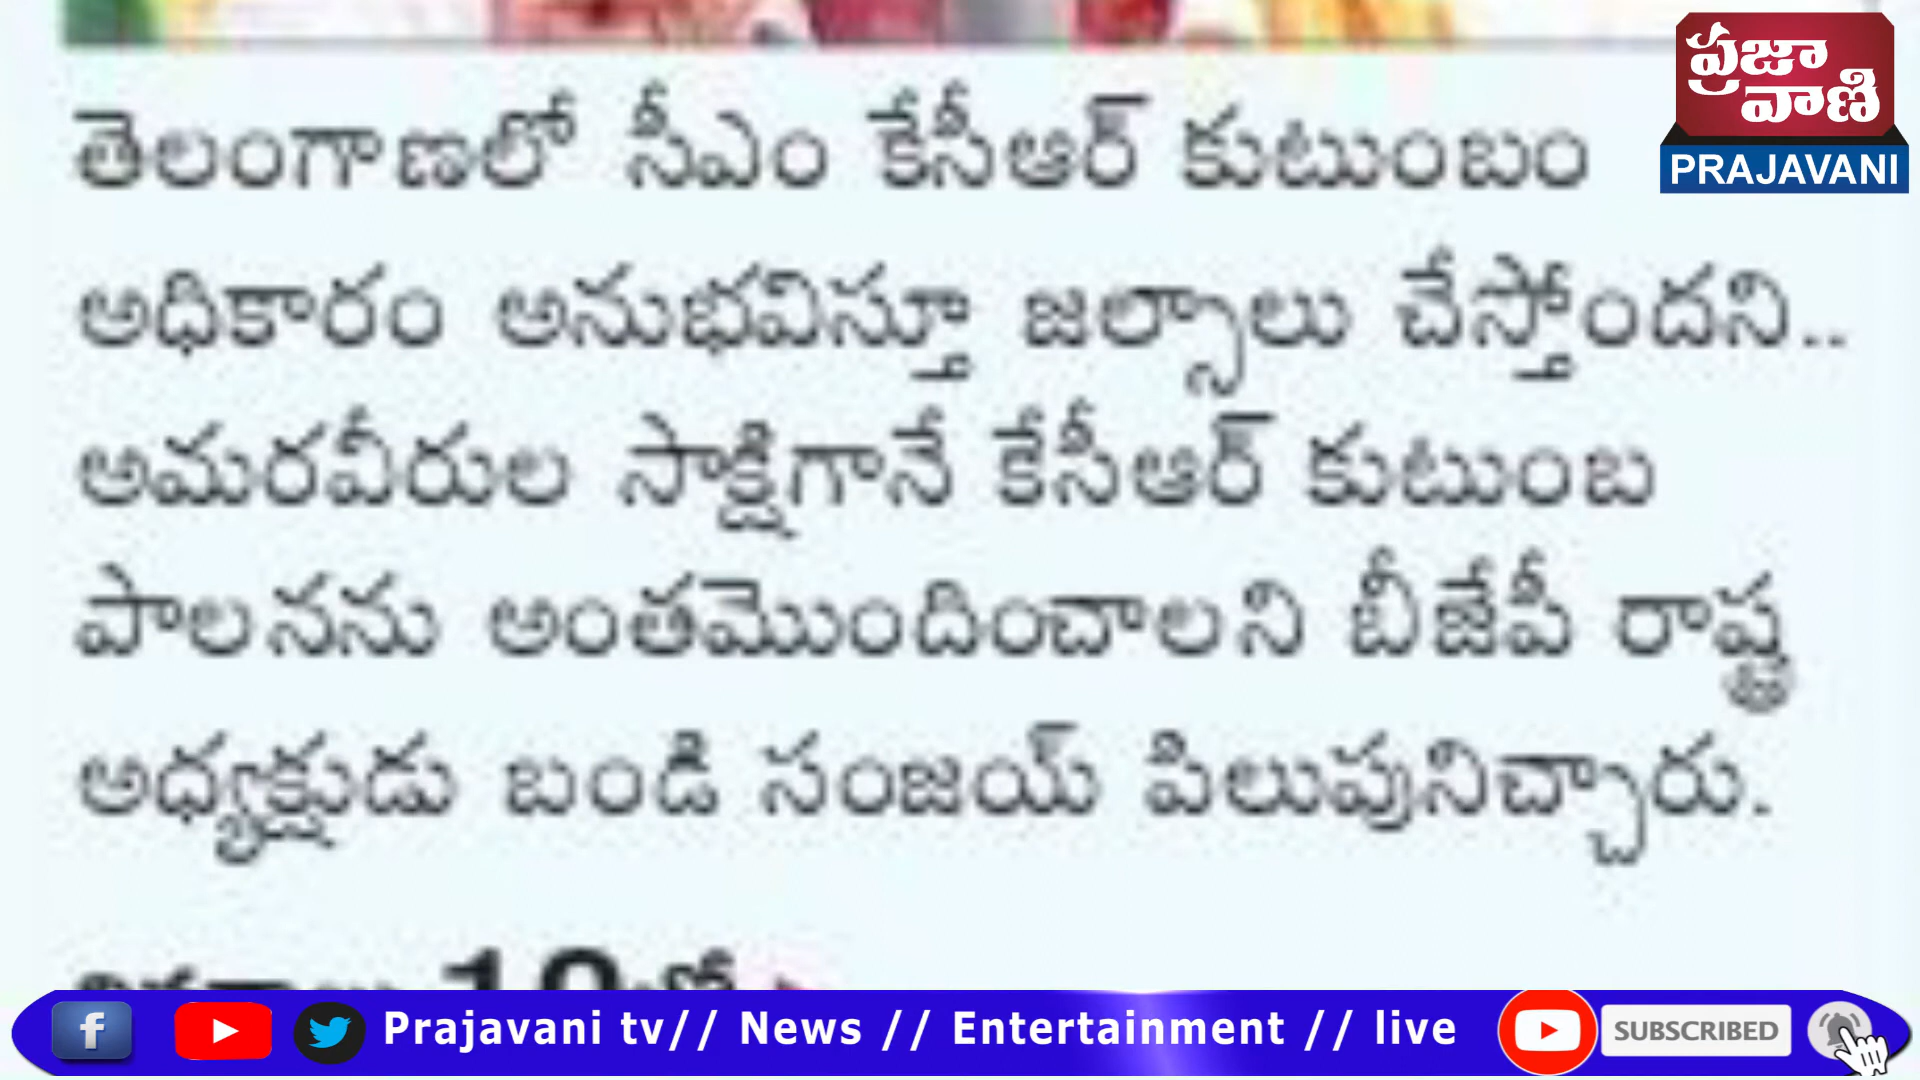 ప్రజా
వాణి
PRAJAVANI
తెలంగాణలో సీఎం కేసీఆర్ కుటుంబం
అధికారం అనుభవిస్తూ జల్సాలు చేస్తోందని..
అమరవీరుల సాక్షిగానే కేసీఆర్ కుటుంబ
పాలనను అంతమొందించాలని బీజేపీ రాష్ట్ర
అధ్యక్షుడు బండి సంజయ్ పిలుపునిచ్చారు.
Prajavani tv// News // Entertainment // live
SUBSCRIBED